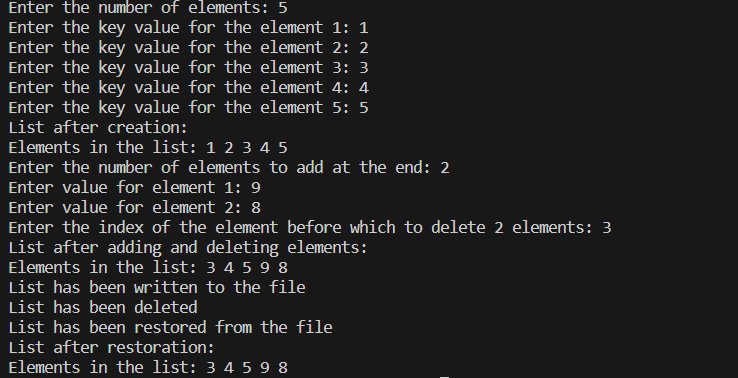 Enter the number of elements: 5
Enter the key value for the element 1: 1
Enter the key value for the element 2: 2
Enter the key value for the element 3: 3
Enter the key value for the element 4: 4
Enter the key value for the element 5: 5
List after creation:
Elements in the list: 1 2 3 4 5
Enter the number of elements to add at the end: 2
Enter value for element 1: 9
Enter value for element 2: 8
Enter the index of the element before which to delete 2 elements: 3
List after adding and deleting elements:
Elements in the list: 3 4 5 9 8
List has been written to the file
List has been deleted
List has been restored from the file
List after restoration:
Elements in the list: 3 4 5 9 8